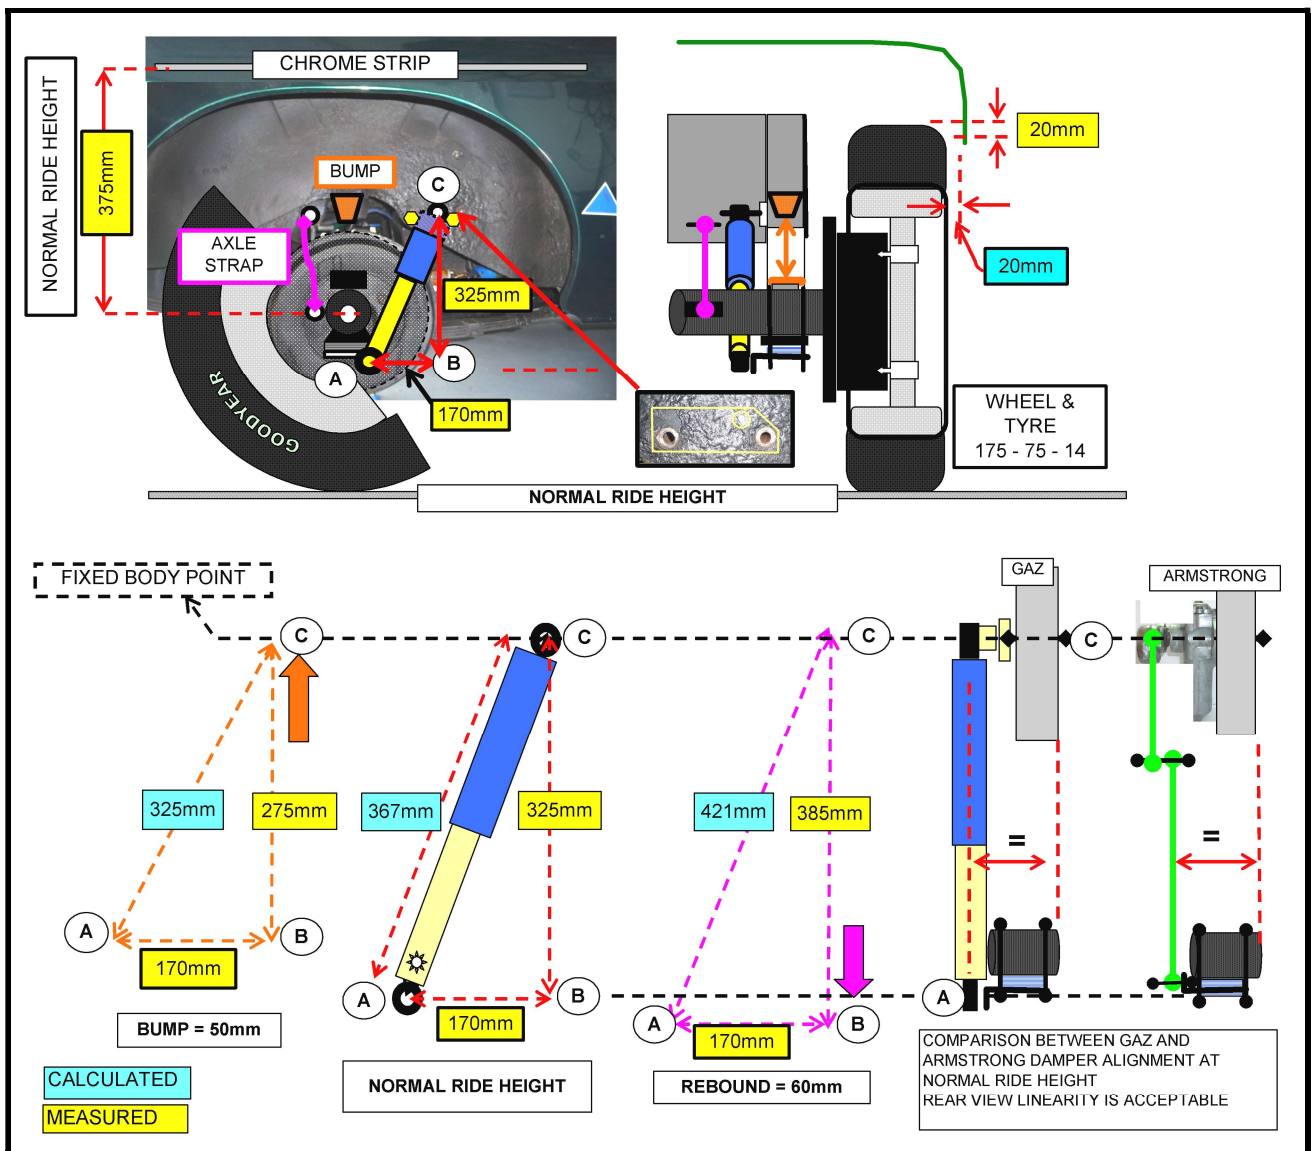 NORMAL RIDE HEIGHT
375mm
CHROME STRIP
BUMP
C
AXLE
STRAP
325mm
A
B
170mm
GOODYEAR
20mm
20mm
WHEEL &
TYRE
175 - 75 - 14
NORMAL RIDE HEIGHT
FIXED BODY POINT
C
325mm
275mm
A
B
170mm
BUMP = 50mm
C
367mm
325mm
A
B
170mm
NORMAL RIDE HEIGHT
C
421mm
385mm
A
B
170mm
REBOUND = 60mm
GAZ
ARMSTRONG
C
=
=
A
COMPARISON BETWEEN GAZ AND
ARMSTRONG DAMPER ALIGNMENT AT
NORMAL RIDE HEIGHT
REAR VIEW LINEARITY IS ACCEPTABLE
CALCULATED
MEASURED